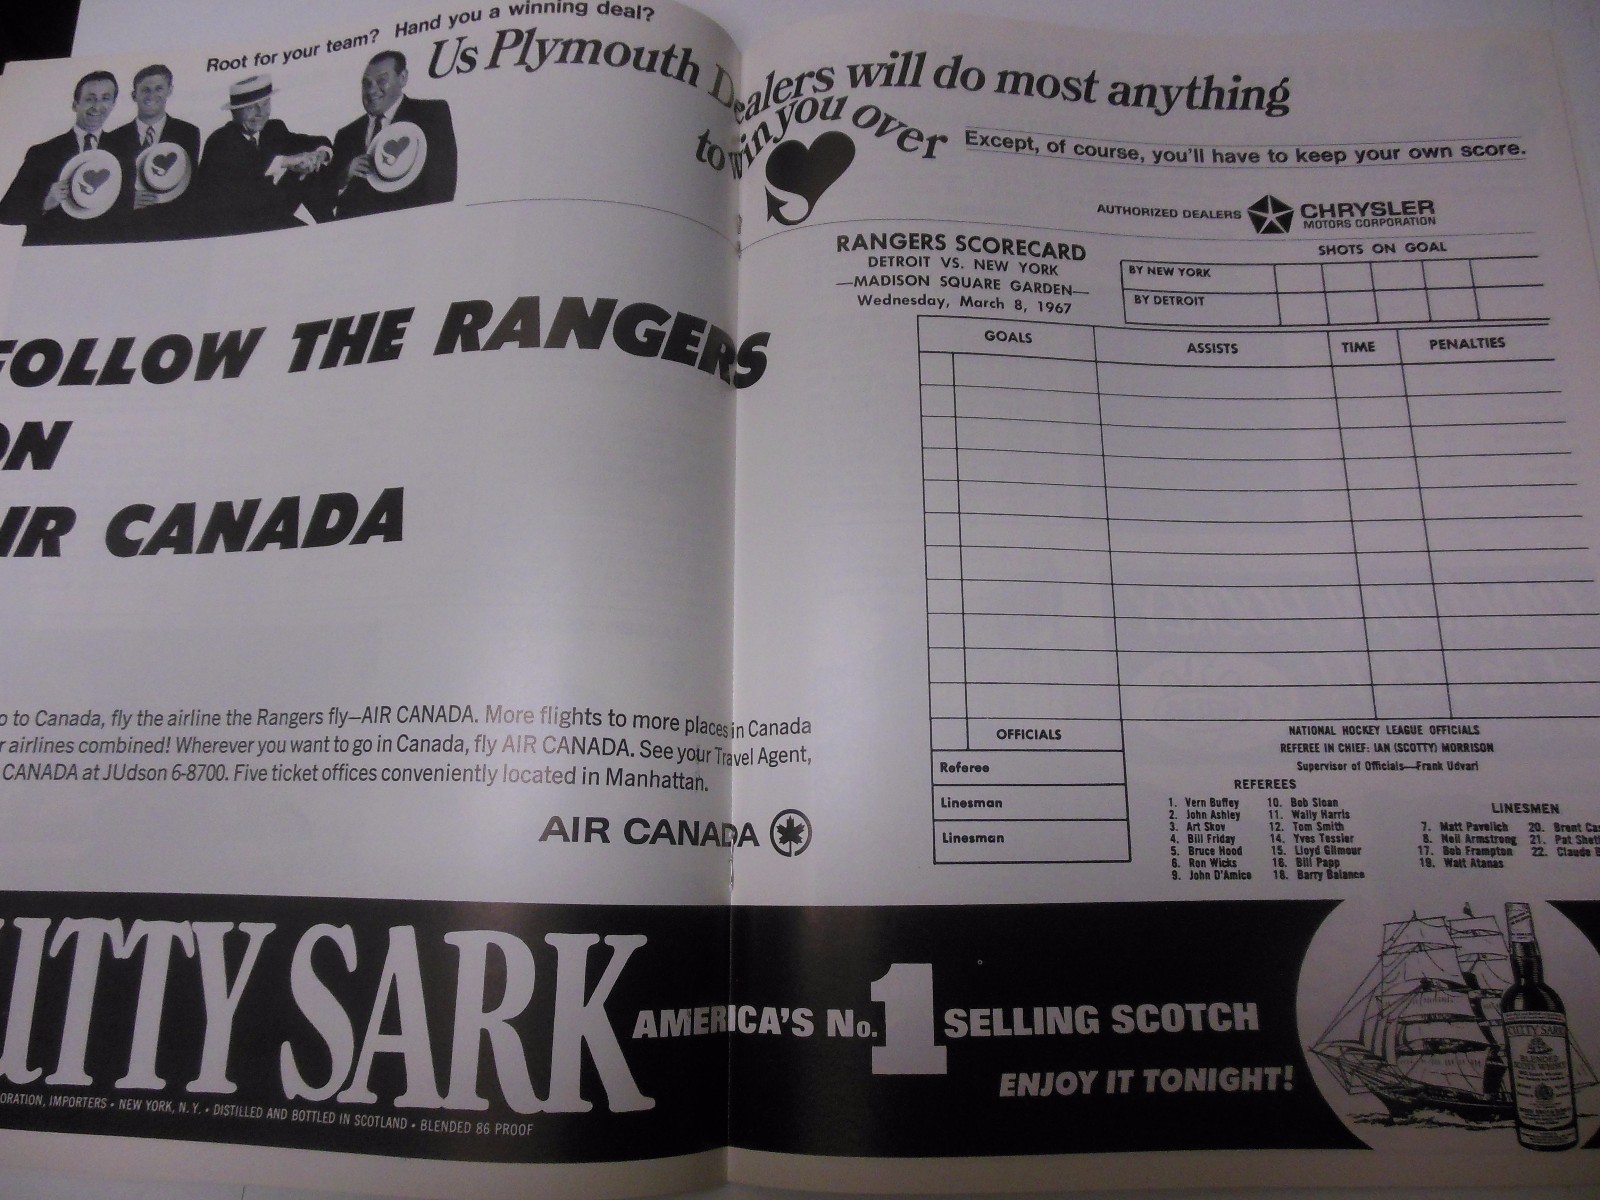 Root for your team? Hand you a winning deal?
Us Plymouth Dealers will do most anything
to win you over
Except, of course, you'll have to keep your own score.
AUTHORIZED DEALERS CHRYSLER
MOTORS CORPORATION
FOLLOW THE RANGERS
ON
AIR CANADA
to Canada, fly the airline the Rangers fly—AIR CANADA. More flights to more places in Canada
airlines combined! Wherever you want to go in Canada, fly AIR CANADA. See your Travel Agent,
CANADA at JUdson 6-8700. Five ticket offices conveniently located in Manhattan.
AIR CANADA
RANGERS SCORECARD
DETROIT VS. NEW YORK
—MADISON SQUARE GARDEN—
Wednesday, March 8, 1967
SHOTS ON GOAL
BY NEW YORK
BY DETROIT
GOALS ASSISTS TIME PENALTIES
OFFICIALS
Referee
Linesman
Linesman
NATIONAL HOCKEY LEAGUE OFFICIALS
REFEREE IN CHIEF: IAN (SCOTTY) MORRISON
Supervisor of Officials—Frank Udvari
REFEREES
1. Vern Buffey 10. Bob Sloan
2. John Ashley 11. Wally Harris
3. Art Skov 12. Tom Smith
4. Bill Friday 14. Yves Tessier
5. Bruce Hood 15. Lloyd Gilmour
6. Ron Wicks 16. Bill Papp
9. John D'Amico 18. Barry Balance
LINESMEN
7. Matt Pavelich 20. Brent
8. Neil Armstrong 21. Pat
17. Bob Frampton 22. Claude
19. Walt Atanas
CUTTY SARK
AMERICA'S No. 1 SELLING SCOTCH
ENJOY IT TONIGHT!
IMPORTERS • NEW YORK, N.Y. • DISTILLED AND BOTTLED IN SCOTLAND • BLENDED 86 PROOF
CUTTY SARK
BLENDED
SCOTS WHISKY